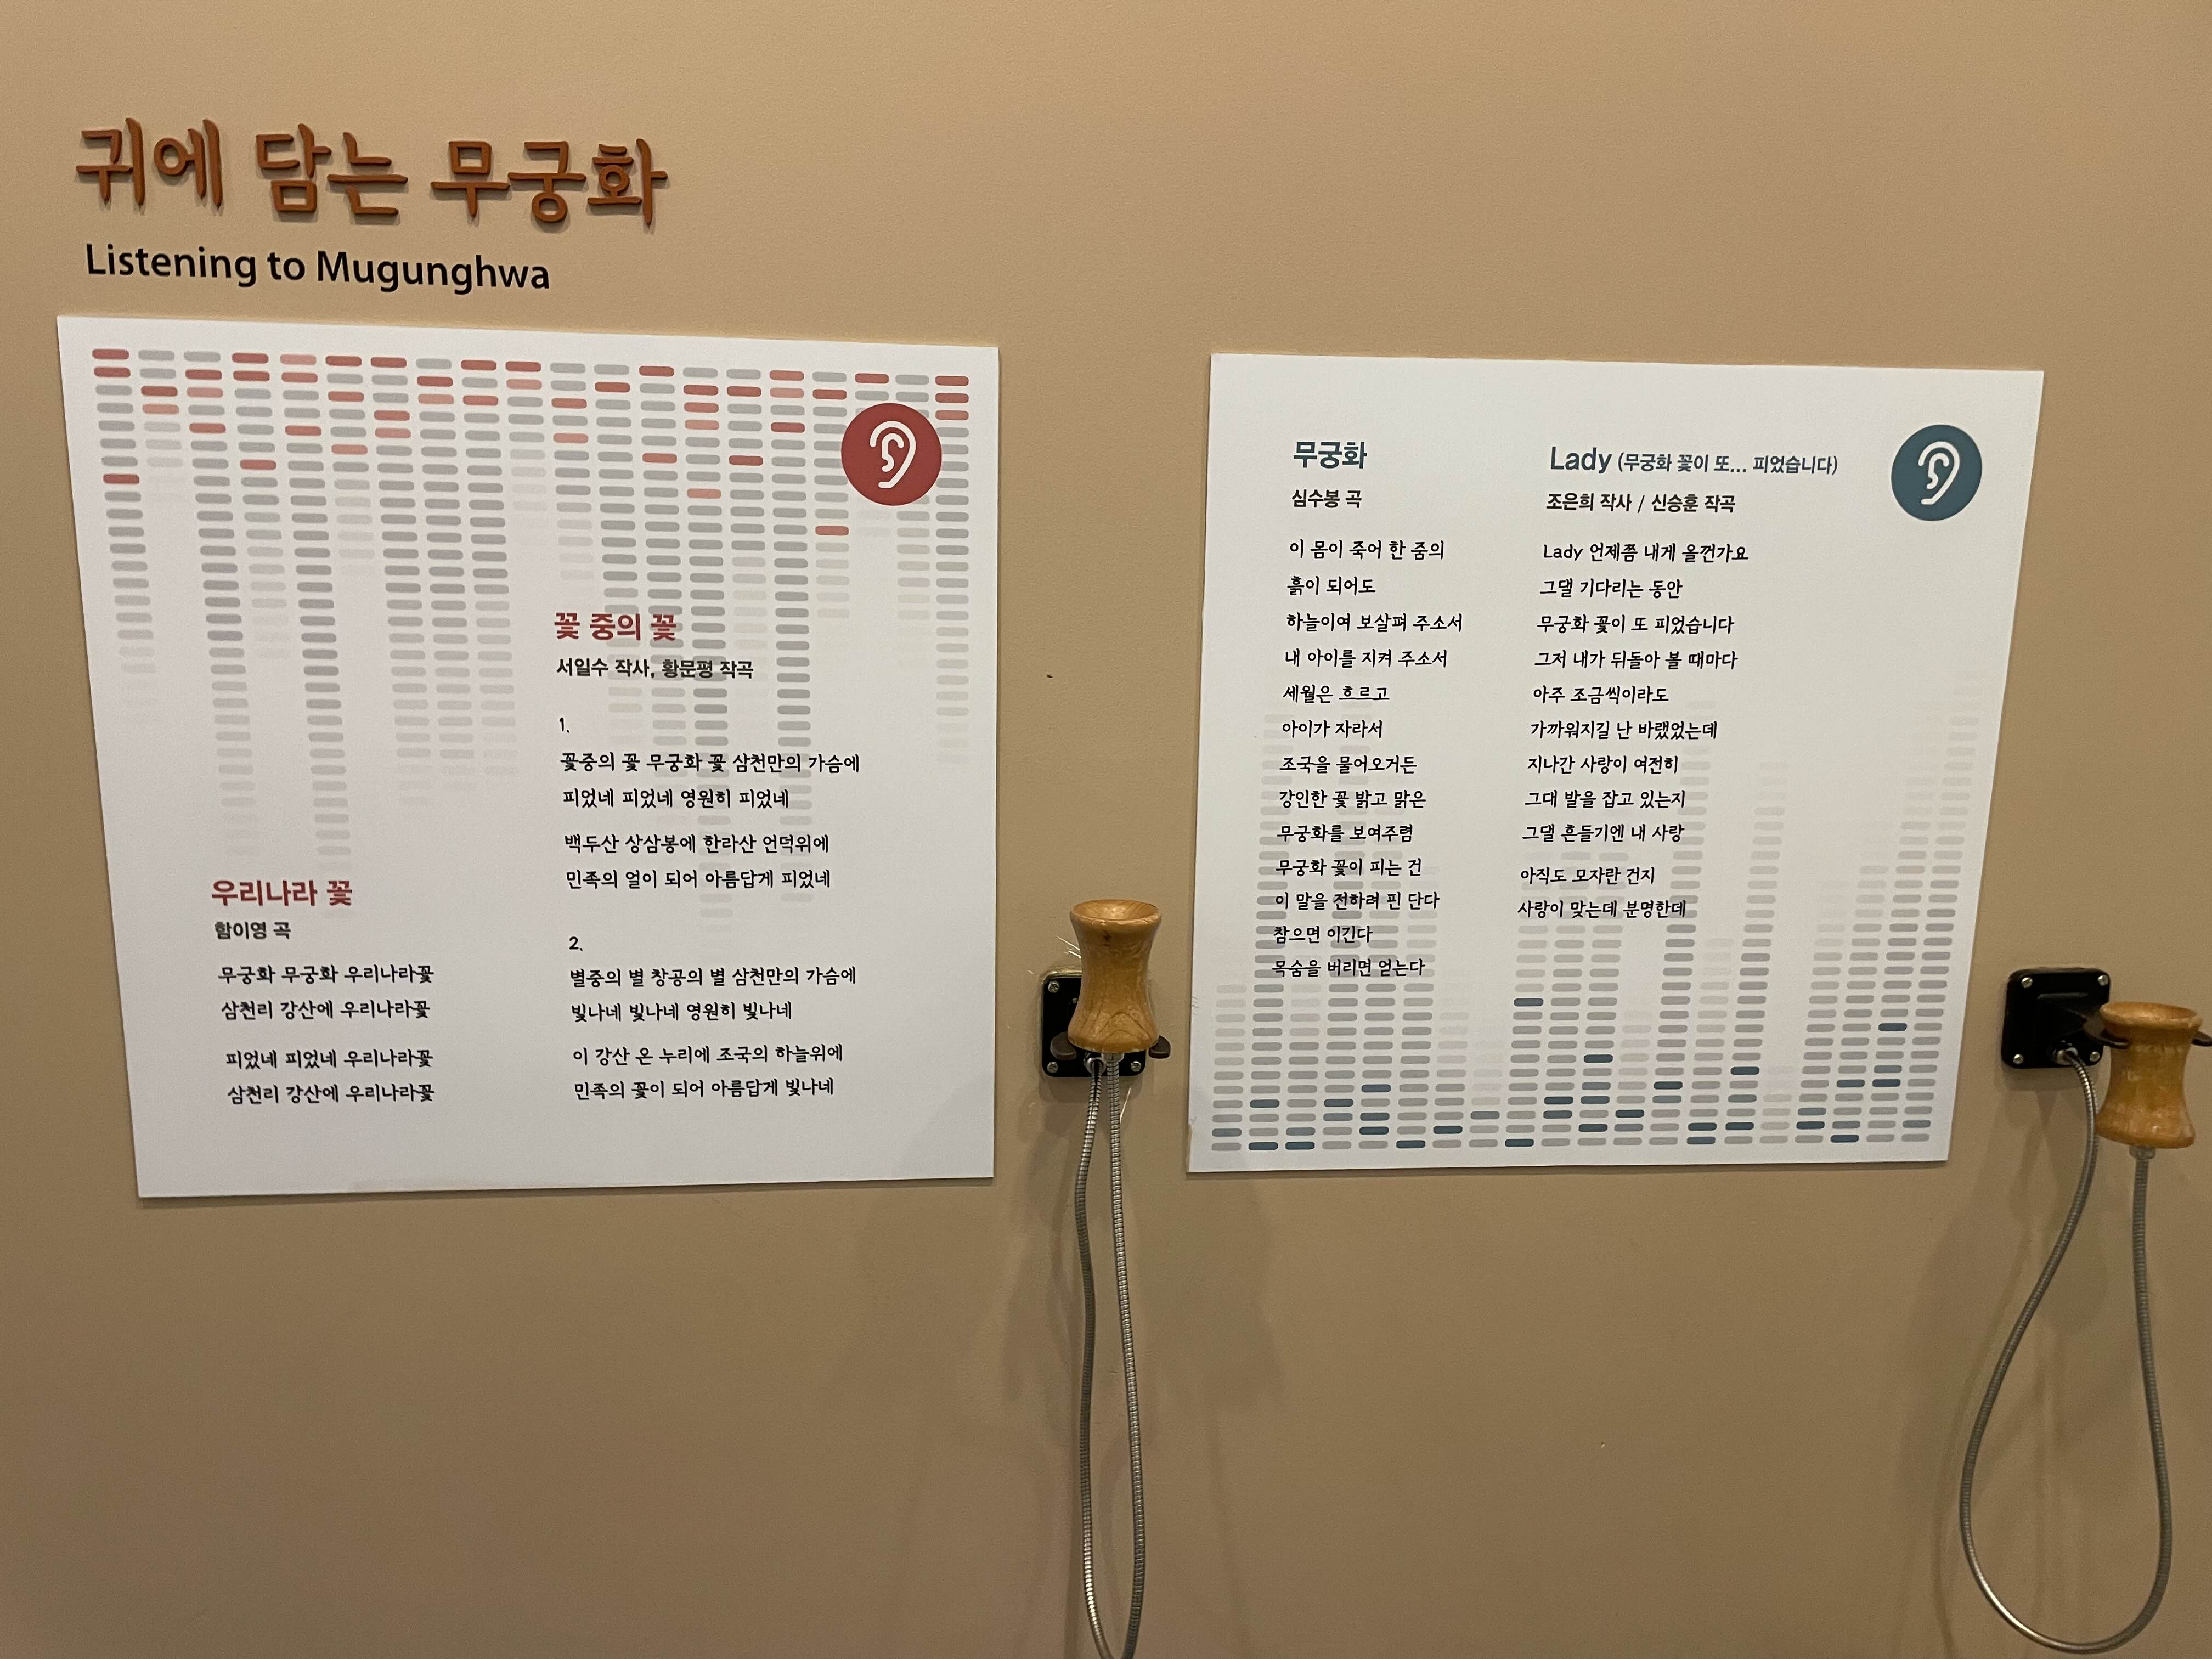 귀에 담는 무궁화
Listening to Mugunghwa
우리나라 꽃
함이영 곡
무궁화 무궁화 우리나라꽃
삼천리 강산에 우리나라꽃
피었네 피었네 우리나라꽃
삼천리 강산에 우리나라꽃
꽃 중의 꽃
서일수 작사, 황문평 작곡
1.
꽃중의 꽃 무궁화 꽃 삼천만의 가슴에
피었네 피었네 영원히 피었네
백두산 상삼봉에 한라산 언덕위에
민족의 얼이 되어 아름답게 피었네
2.
별중의 별 창공의 별 삼천만의 가슴에
빛나네 빛나네 영원히 빛나네
이 강산 온 누리에 조국의 하늘위에
민족의 꽃이 되어 아름답게 빛나네
무궁화
심수봉 곡
이 몸이 죽어 한 줌의
흙이 되어도
하늘이여 보살펴 주소서
내 아이를 지켜 주소서
세월은 흐르고
아이가 자라서
조국을 물어오거든
강인한 꽃 밝고 맑은
무궁화를 보여주렴
무궁화 꽃이 피는 건
이 말을 전하려 핀 단다
참으면 이긴다
목숨을 버리면 얻는다
Lady (무궁화 꽃이 또... 피었습니다)
조은희 작사 / 신승훈 작곡
Lady 언제쯤 내게 올껀가요
그댈 기다리는 동안
무궁화 꽃이 또 피었습니다
그저 내가 뒤돌아 볼 때마다
아주 조금씩이라도
가까워지길 난 바랬었는데
지나간 사랑이 여전히
그대 발을 잡고 있는지
그댈 흔들기엔 내 사랑
아직도 모자란 건지
사랑이 맞는데 분명한데